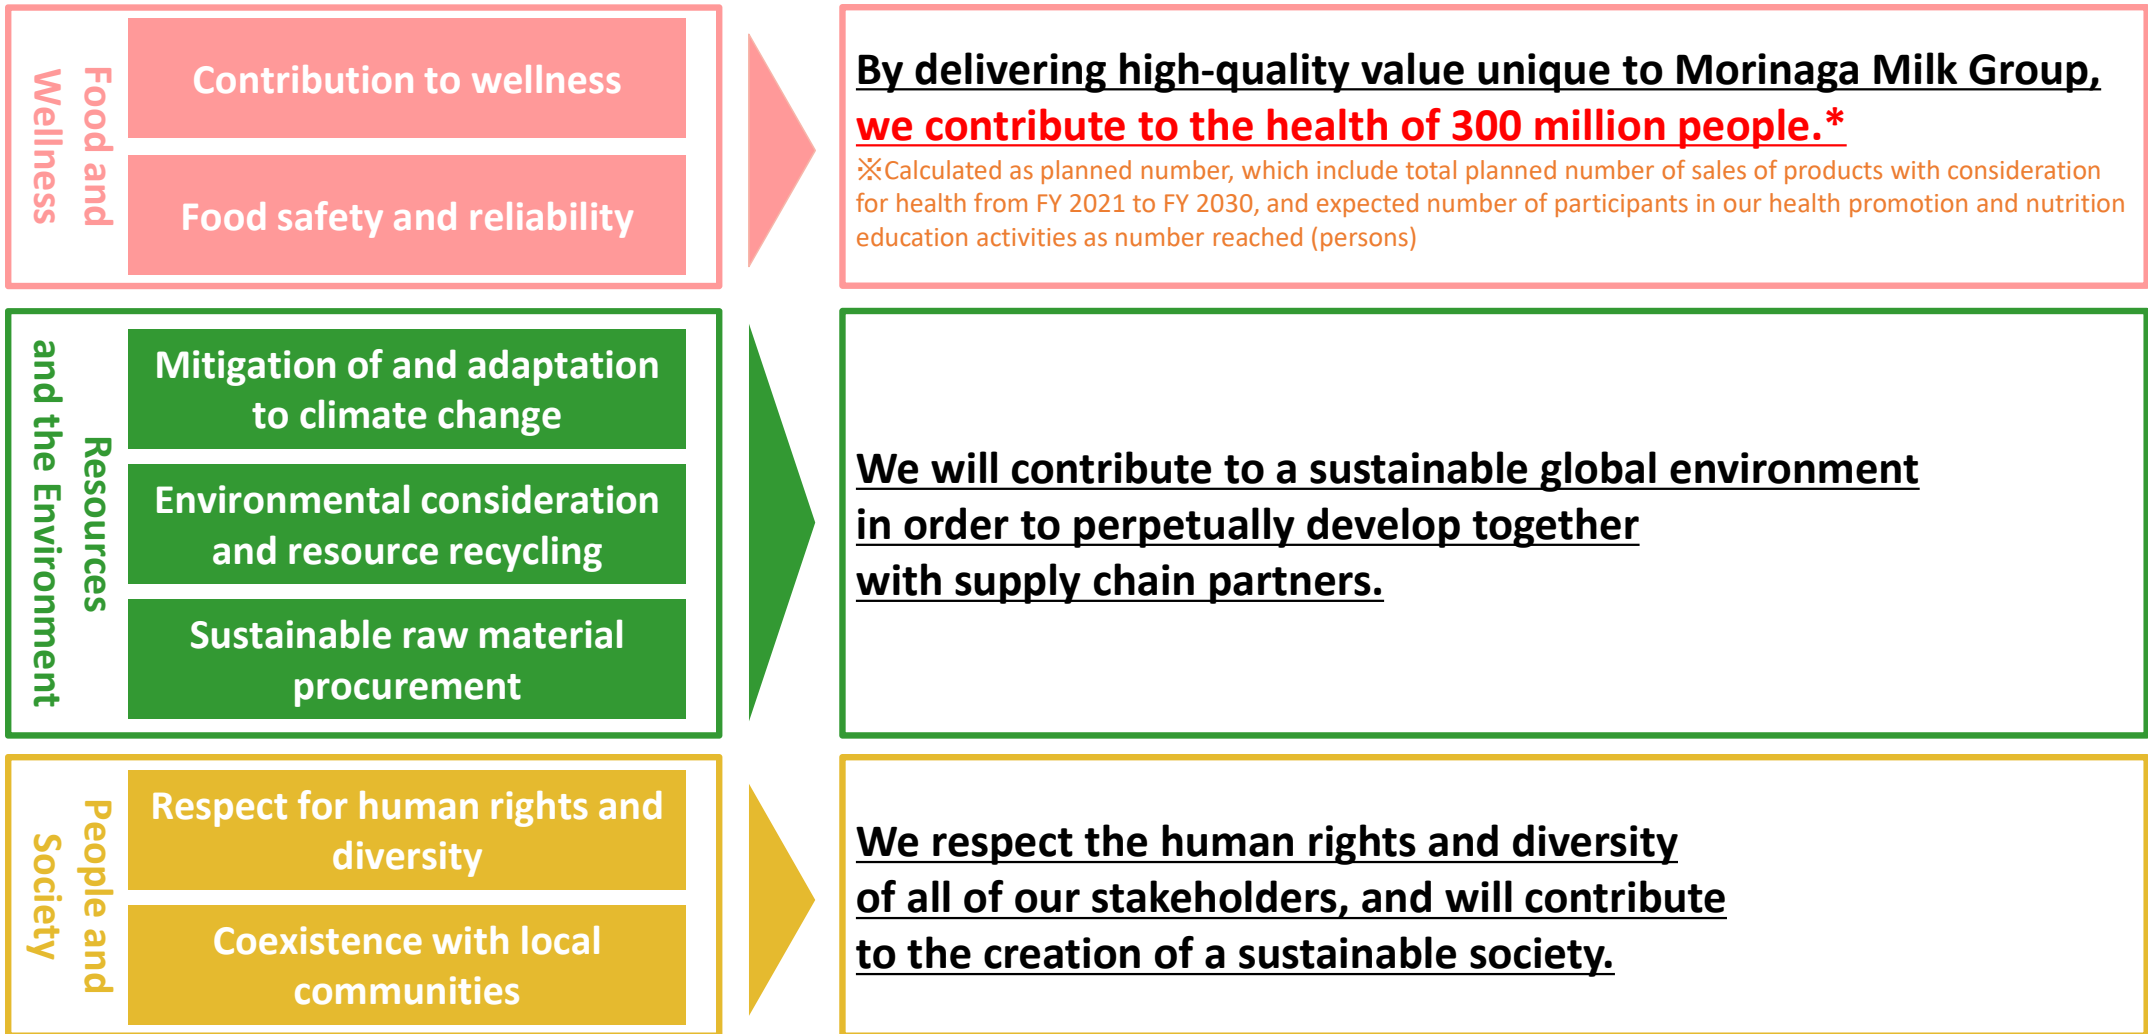 Food and
Wellness
Contribution to wellness
Food safety and reliability
By delivering high-quality value unique to Morinaga Milk Group,
we contribute to the health of 300 million people.*
※Calculated as planned number, which include total planned number of sales of products with consideration
for health from FY 2021 to FY 2030, and expected number of participants in our health promotion and nutrition
education activities as number reached (persons)
Resources
and the Environment
Mitigation of and adaptation
to climate change
Environmental consideration
and resource recycling
Sustainable raw material
procurement
We will contribute to a sustainable global environment
in order to perpetually develop together
with supply chain partners.
People and
Society
Respect for human rights and
diversity
Coexistence with local
communities
We respect the human rights and diversity
of all of our stakeholders, and will contribute
to the creation of a sustainable society.